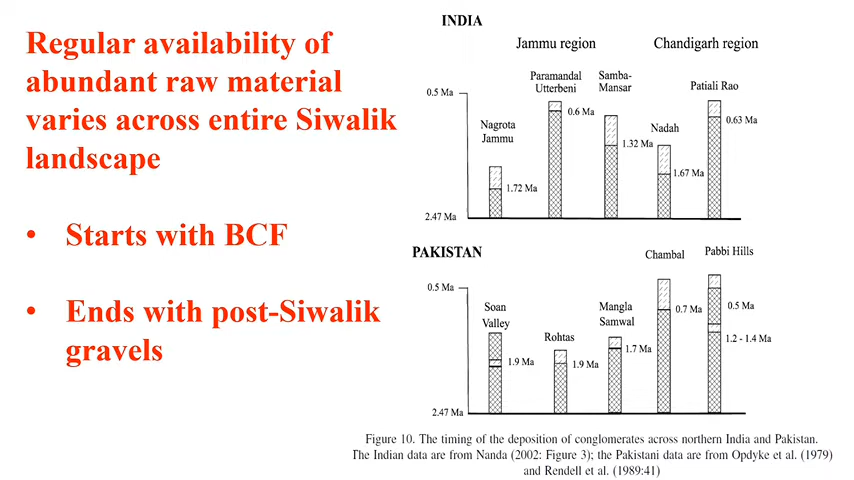 Regular availability of
abundant raw material
varies across entire Siwalik
landscape
• Starts with BCF
• Ends with post-Siwalik
gravels
INDIA
Jammu region
Chandigarh region
0.5 Ma
2.47 Ma
Nagrota
Jammu
1.72 Ma
Paramandal
Utterbeni
0.6 Ma
Samba-
Mansar
1.32 Ma
Nadah
1.67 Ma
Patiali Rao
0.63 Ma
PAKISTAN
0.5 Ma
2.47 Ma
Soan
Valley
1.9 Ma
Rohtas
1.9 Ma
Mangla
Samwal
1.7 Ma
Chambal
0.7 Ma
Pabbi Hills
0.5 Ma
1.2 - 1.4 Ma
Figure 10. The timing of the deposition of conglomerates across northern India and Pakistan.
The Indian data are from Nanda (2002: Figure 3); the Pakistani data are from Opdyke et al. (1979)
and Rendell et al. (1989:41)